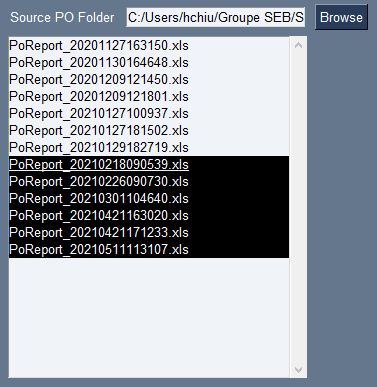 Source PO Folder C:/Users/hchiu/Groupe SEB/S Browse
PoReport_20201127163150.xls
PoReport_20201130164648.xls
PoReport_20201209121450.xls
PoReport_20201209121801.xls
PoReport_20210127100937.xls
PoReport_20210127181502.xls
PoReport_20210129182719.xls
PoReport_20210218090539.xls
PoReport_20210226090730.xls
PoReport_20210301104640.xls
PoReport_20210421163020.xls
PoReport_20210421171233.xls
PoReport_20210511113107.xls